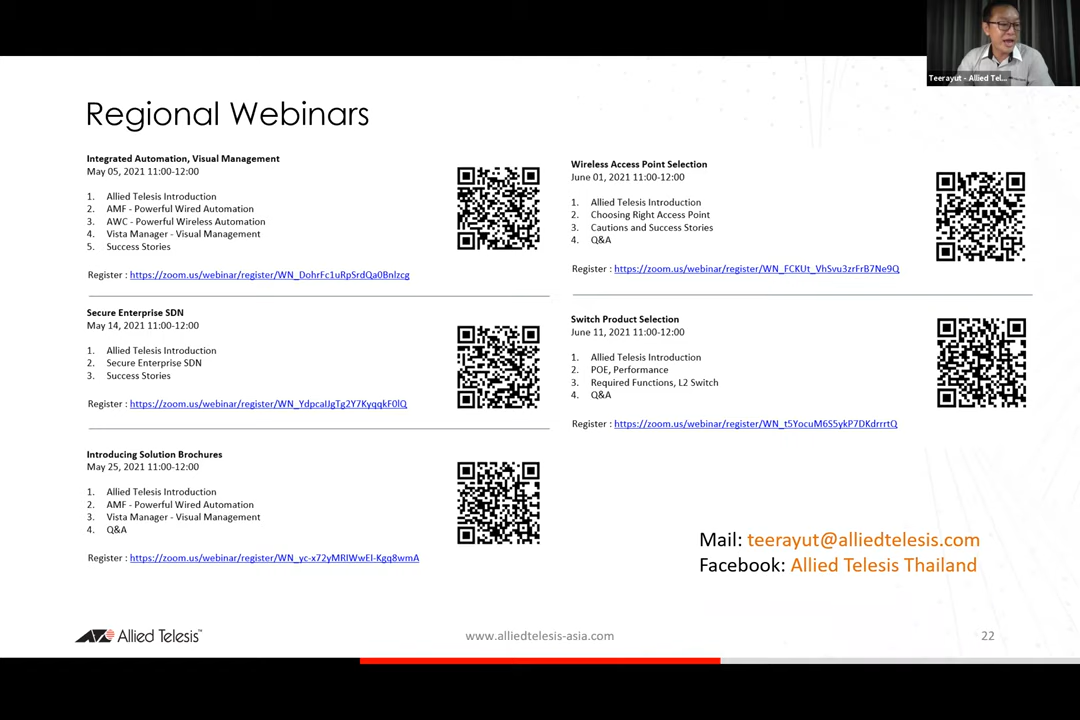 Teerayut - Allied Tel...
Regional Webinars
Integrated Automation, Visual Management
May 05, 2021 11:00-12:00
1. Allied Telesis Introduction
2. AMF - Powerful Wired Automation
3. AWC - Powerful Wireless Automation
4. Vista Manager - Visual Management
5. Success Stories
Register : https://zoom.us/webinar/register/WN_DohrFc1uRpSrdQa0Bnlzcg
Secure Enterprise SDN
May 14, 2021 11:00-12:00
1. Allied Telesis Introduction
2. Secure Enterprise SDN
3. Success Stories
Register : https://zoom.us/webinar/register/WN_YdpcaIJgTg2Y7KyqqkF0lQ
Introducing Solution Brochures
May 25, 2021 11:00-12:00
1. Allied Telesis Introduction
2. AMF - Powerful Wired Automation
3. Vista Manager - Visual Management
4. Q&A
Register : https://zoom.us/webinar/register/WN_yc-x72yMRlWwEl-Kgq8wmA
Wireless Access Point Selection
June 01, 2021 11:00-12:00
1. Allied Telesis Introduction
2. Choosing Right Access Point
3. Cautions and Success Stories
4. Q&A
Register : https://zoom.us/webinar/register/WN_FCKUt_VhSvu3zrFrB7Ne9Q
Switch Product Selection
June 11, 2021 11:00-12:00
1. Allied Telesis Introduction
2. POE, Performance
3. Required Functions, L2 Switch
4. Q&A
Register : https://zoom.us/webinar/register/WN_t5YocuM6S5ykP7DKdrrrtQ
Mail: teerayut@alliedtelesis.com
Facebook: Allied Telesis Thailand
Allied Telesis™
www.alliedtelesis-asia.com
22